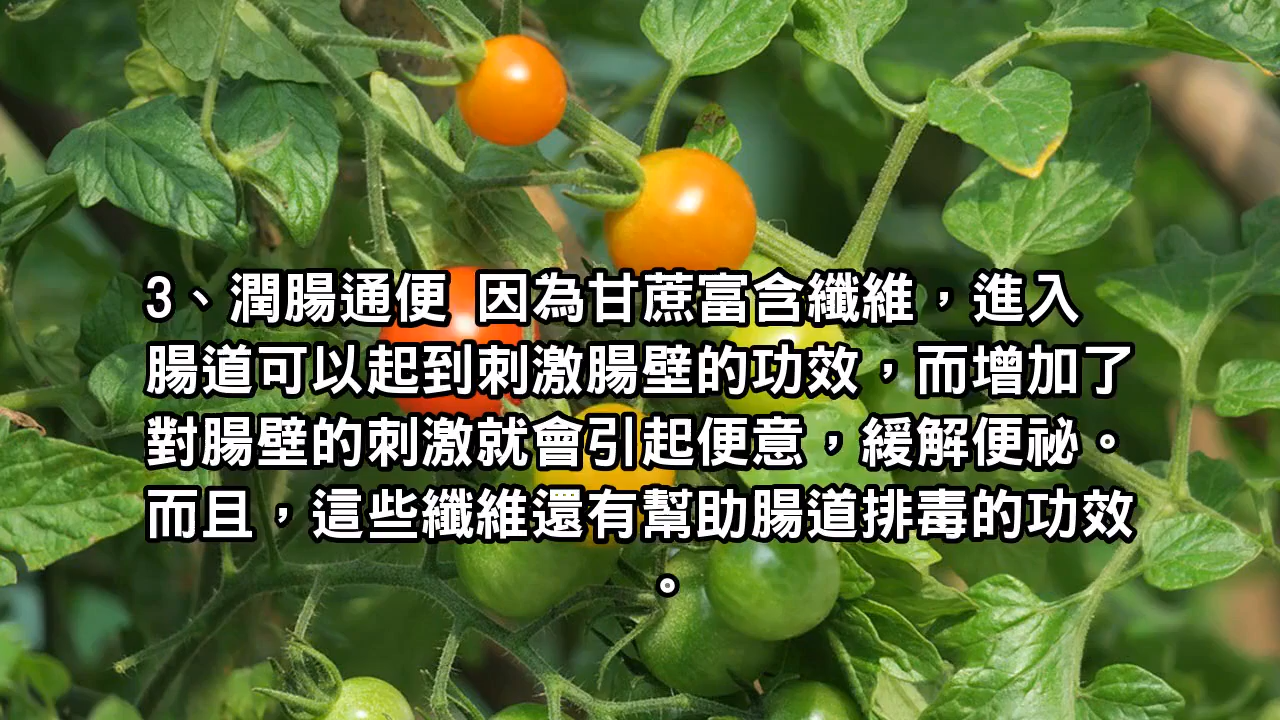 3、潤腸通便 因為甘蔗富含纖維，進入
腸道可以起到刺激腸壁的功效，而增加了
對腸壁的刺激就會引起便意，緩解便祕。
而且，這些纖維還有幫助腸道排毒的功效
。